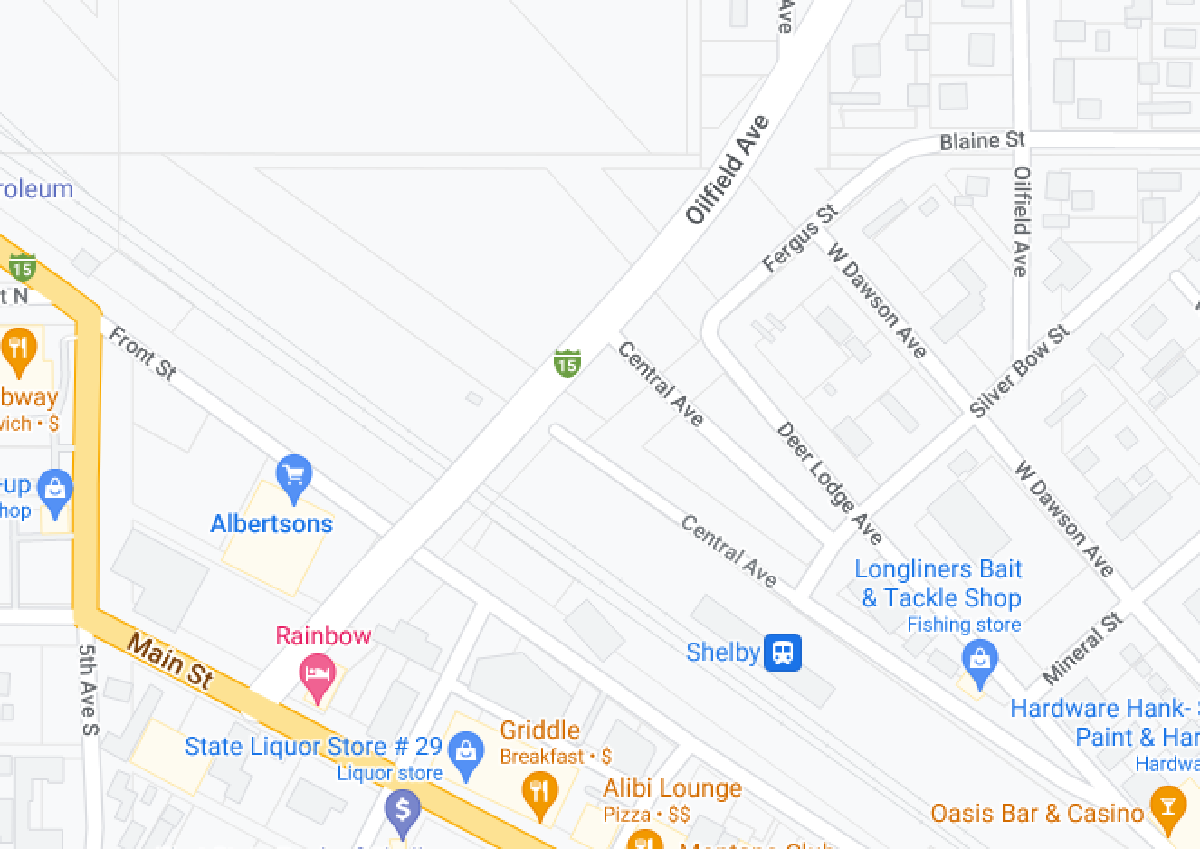 Ave
Oilfield Ave
Blaine St
Oilfield Ave
roleum
Fergus St
W Dawson Ave
15
t N
Front St
15
Central Ave
Silver Bow St
bway
wich • $
Deer Lodge Ave
W Dawson Ave
-up
hop
Albertsons
Central Ave
Longliners Bait
& Tackle Shop
Fishing store
Mineral St
Rainbow
Shelby
Main St
5th Ave S
Hardware Hank-
Paint & Har
Hardwa
State Liquor Store # 29
Liquor store
Griddle
Breakfast • $
Alibi Lounge
Pizza • $$
$
Oasis Bar & Casino
Montana Club